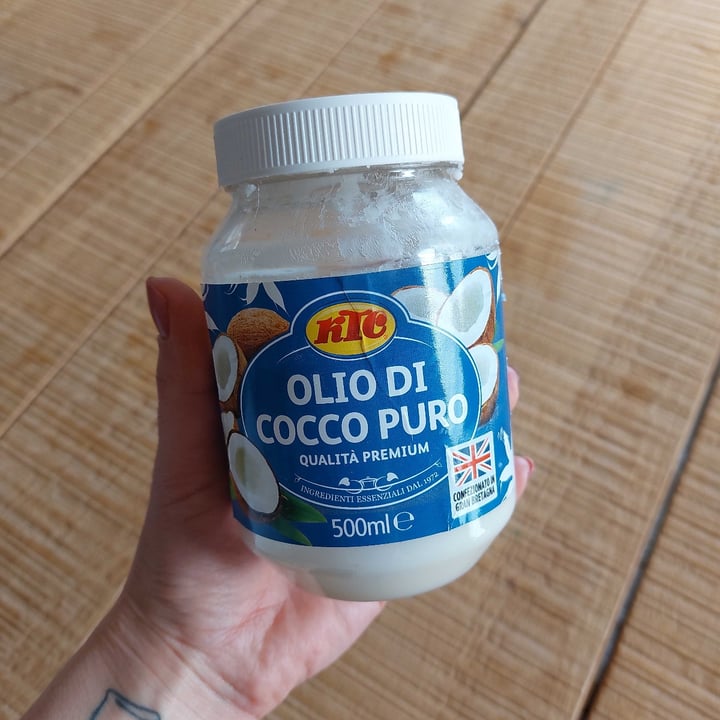 KTC
OLIO DI
COCCO PURO
QUALITÀ PREMIUM
INGREDIENTI ESSENZIALI DAL 1972
500ml e
CONFEZIONATO IN
GRAN BRETAGNA